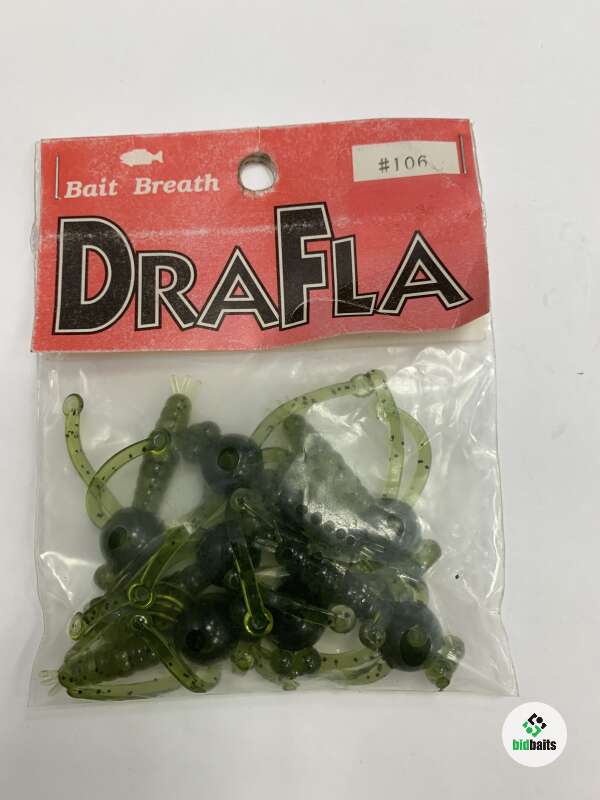 Bait Breath
#106
DRAFLA
bidbaits